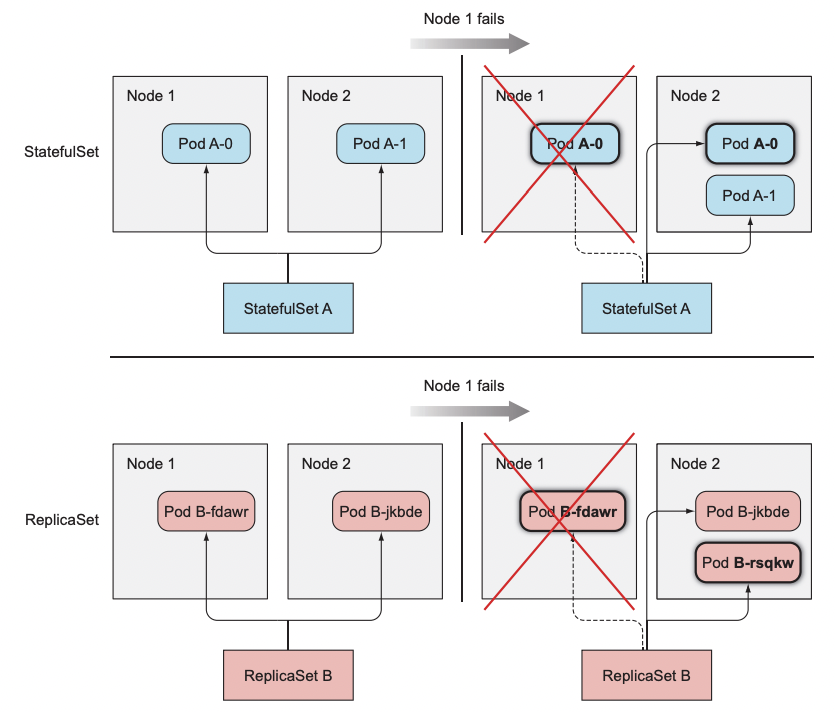 Node 1 fails
StatefulSet
Node 1
Pod A-0
Node 2
Pod A-1
StatefulSet A
Node 1
Pod A-0
Node 2
Pod A-0
Pod A-1
StatefulSet A
Node 1 fails
ReplicaSet
Node 1
Pod B-fdawr
Node 2
Pod B-jkbde
ReplicaSet B
Node 1
Pod B-fdawr
Node 2
Pod B-jkbde
Pod B-rsqkw
ReplicaSet B